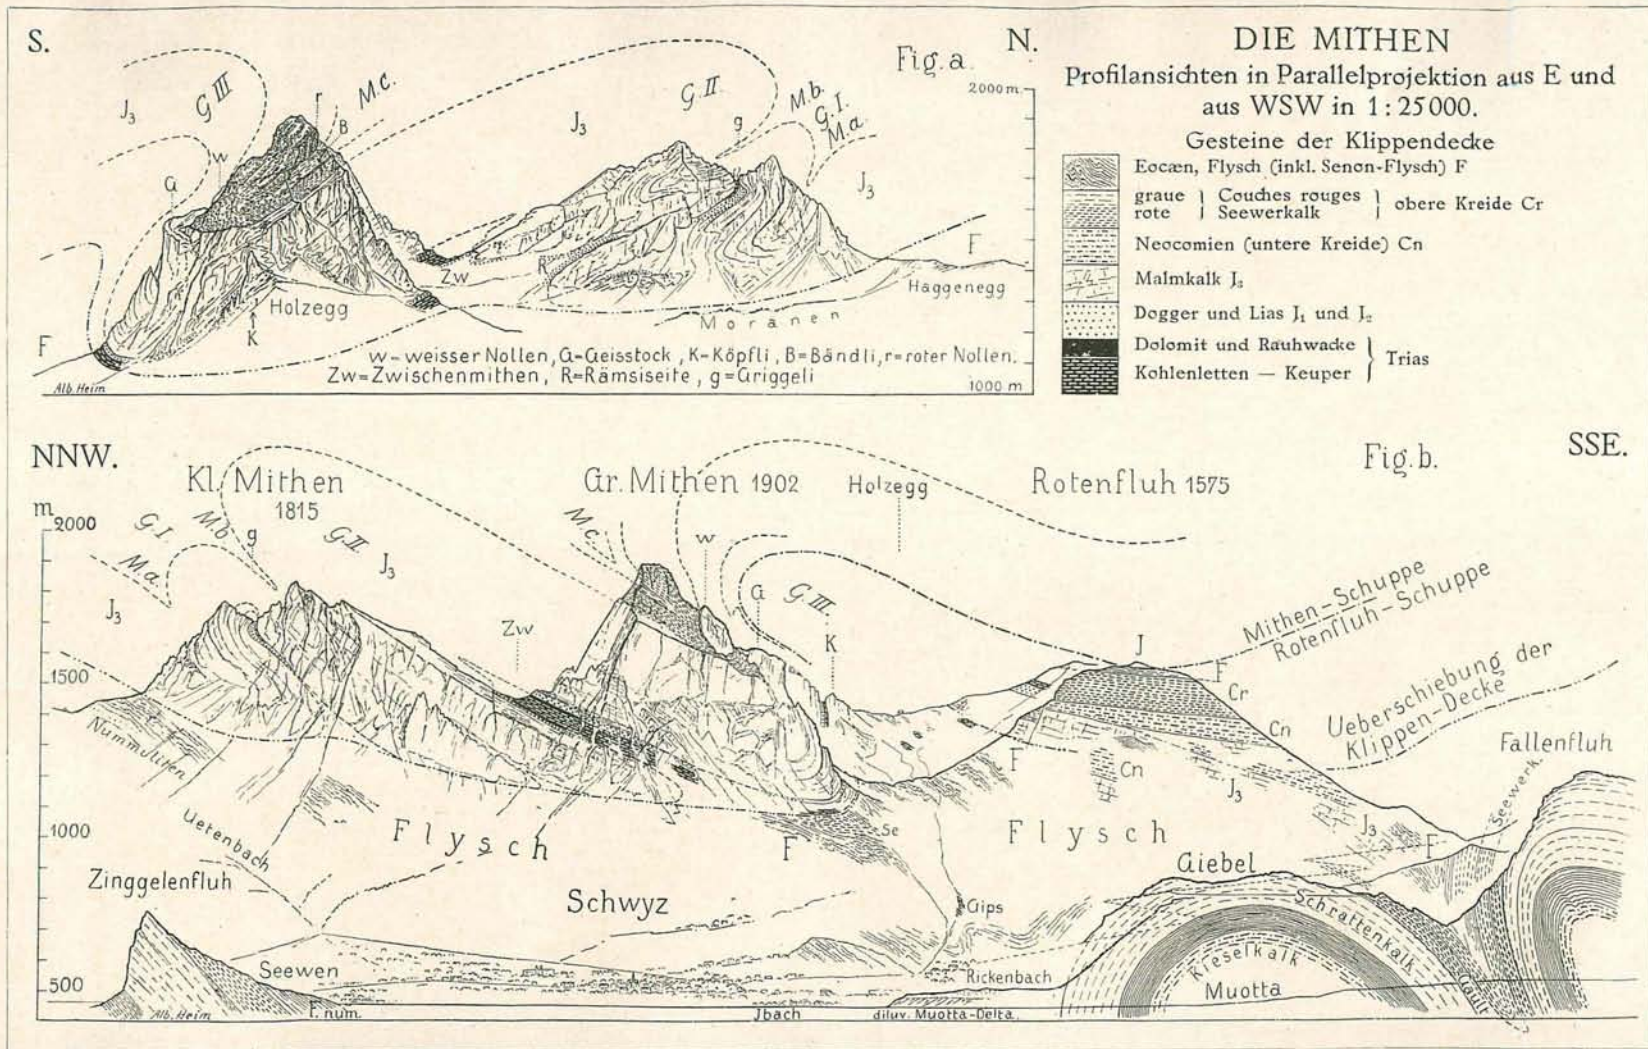 S.
N.
Fig. a.
2000 m.
J₃
G III
r
M.c.
B
J₃
G.II.
g
M.b.
G.I.
M.a.
J₃
w
G
F
Zw
R
F
Holzegg
K
Haggenegg
Moränen
F
w-weisser Nollen, G-Geisstock, K-Köpfli, B=Bändli, r=roter Nollen.
Zw=Zwischenmithen, R=Rämsiseite, g=Griggeli
Alb. Heim
1000 m
DIE MITHEN
Profilansichten in Parallelprojektion aus E und
aus WSW in 1:25000.
Gesteine der Klippendecke
Eocæn, Flysch (inkl. Senon-Flysch) F
graue } Couches rouges } obere Kreide Cr
rote } Seewerkalk
Neocomien (untere Kreide) Cn
Malmkalk J₃
Dogger und Lias J₁ und J₂
Dolomit und Rauhwacke } Trias
Kohlenletten — Keuper
NNW.
SSE.
Fig. b.
Kl. Mithen
1815
Gr. Mithen 1902
Holzegg
Rotenfluh 1575
m.
2000
G.I.
M.b
g
G.II
J₃
M.a.
J₃
M.c.
w
G
G.III.
K
Zw
J
Mithen-Schuppe
Rotenfluh-Schuppe
F
Cr
Cn
Ueberschiebung der
Klippen-Decke
1500
Nummuliten
F
Cn
J₃
J₃
F
Fallenfluh
Seewerk.
1000
Uetenbach
Flysch
F
Se
Flysch
Giebel
Zinggelenfluh
Schwyz
Gips
Schrattenkalk
Kieselkalk
Gault
Seewen
Rickenbach
Muotta
500
Alb. Heim
F. num.
Jbach
diluv. Muotta-Delta.